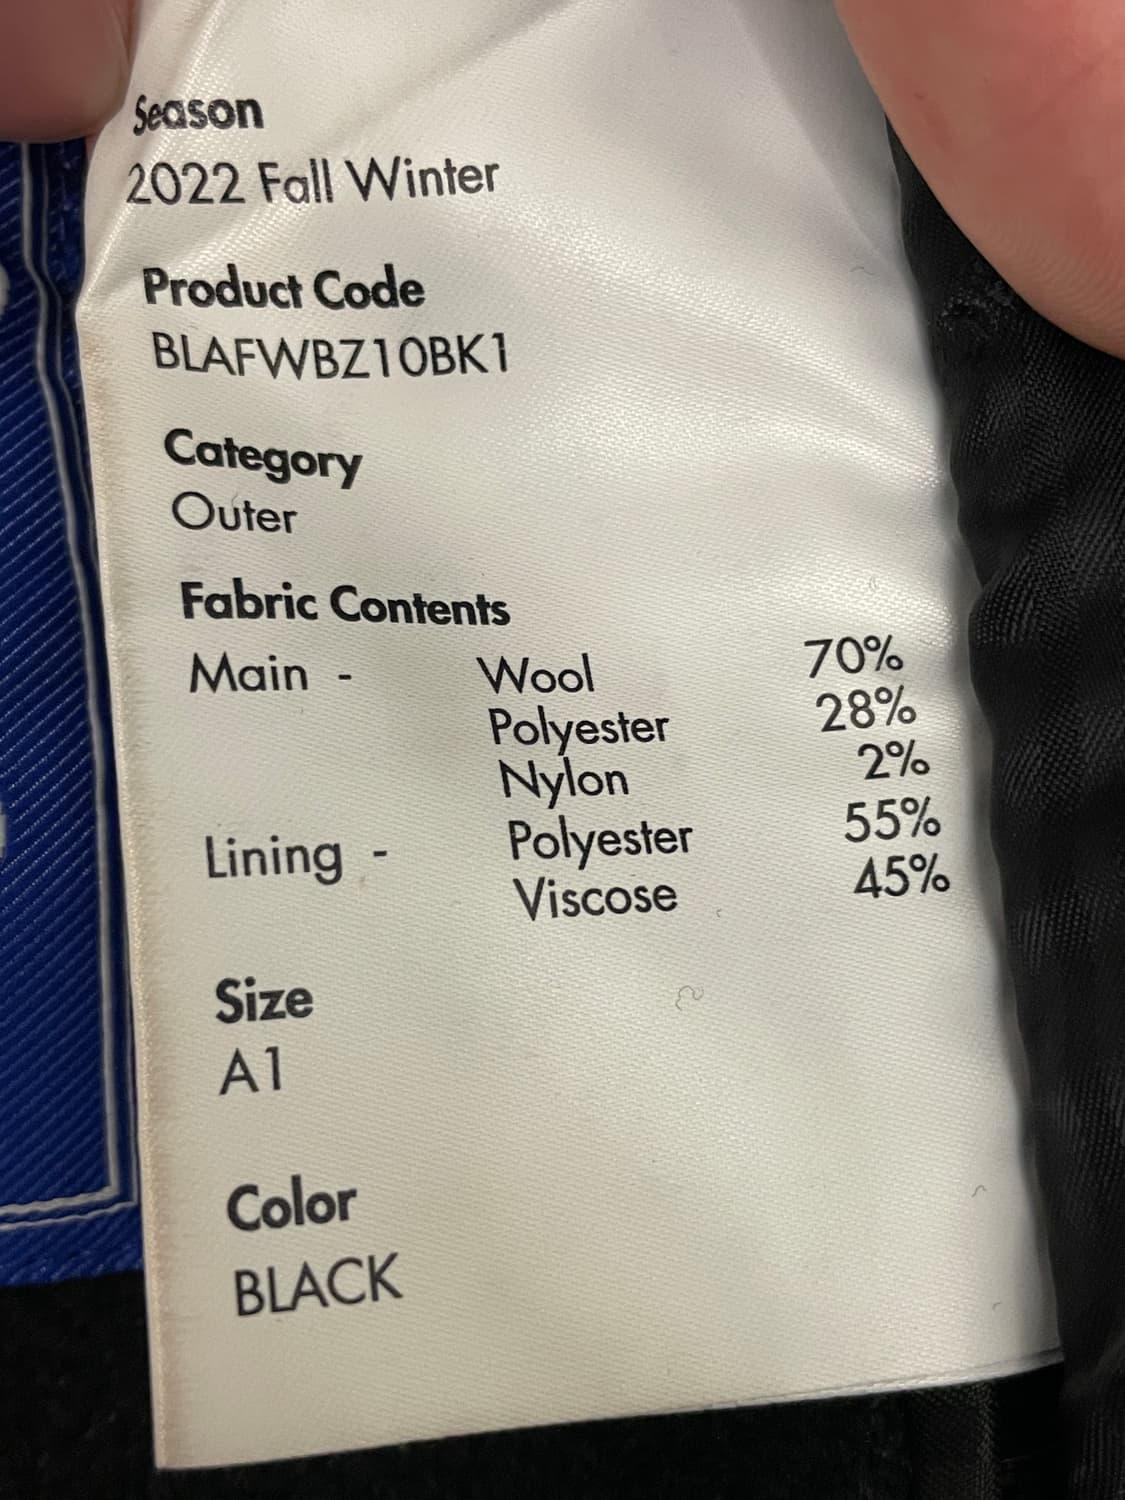 Season
2022 Fall Winter
Product Code
BLAFWBZ10BK1
Category
Outer
Fabric Contents
Main - Wool 70%
Polyester 28%
Nylon 2%
Lining - Polyester 55%
Viscose 45%
Size
A1
Color
BLACK